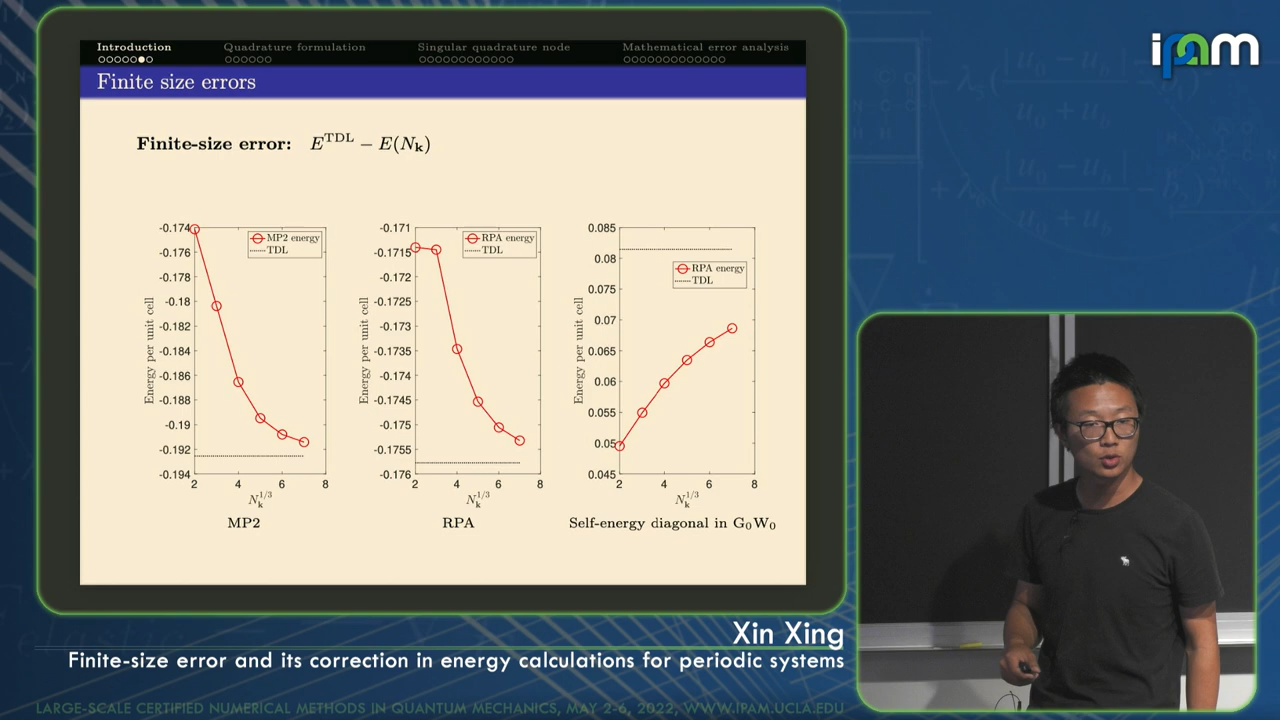 Introduction Quadrature formulation Singular quadrature node Mathematical error analysis
Finite size errors
Finite-size error: E^TDL − E(N_k)
-0.174
-0.176
-0.178
-0.18
-0.182
-0.184
-0.186
-0.188
-0.19
-0.192
-0.194
Energy per unit cell
MP2 energy
TDL
2 4 6 8
N_k^1/3
MP2
-0.171
-0.1715
-0.172
-0.1725
-0.173
-0.1735
-0.174
-0.1745
-0.175
-0.1755
-0.176
Energy per unit cell
RPA energy
TDL
2 4 6 8
N_k^1/3
RPA
0.085
0.08
0.075
0.07
0.065
0.06
0.055
0.05
0.045
Energy per unit cell
RPA energy
TDL
2 4 6 8
N_k^1/3
Self-energy diagonal in G₀W₀
ipam
Xin Xing
Finite-size error and its correction in energy calculations for periodic systems
LARGE-SCALE CERTIFIED NUMERICAL METHODS IN QUANTUM MECHANICS, MAY 2-6, 2022, WWW.IPAM.UCLA.EDU